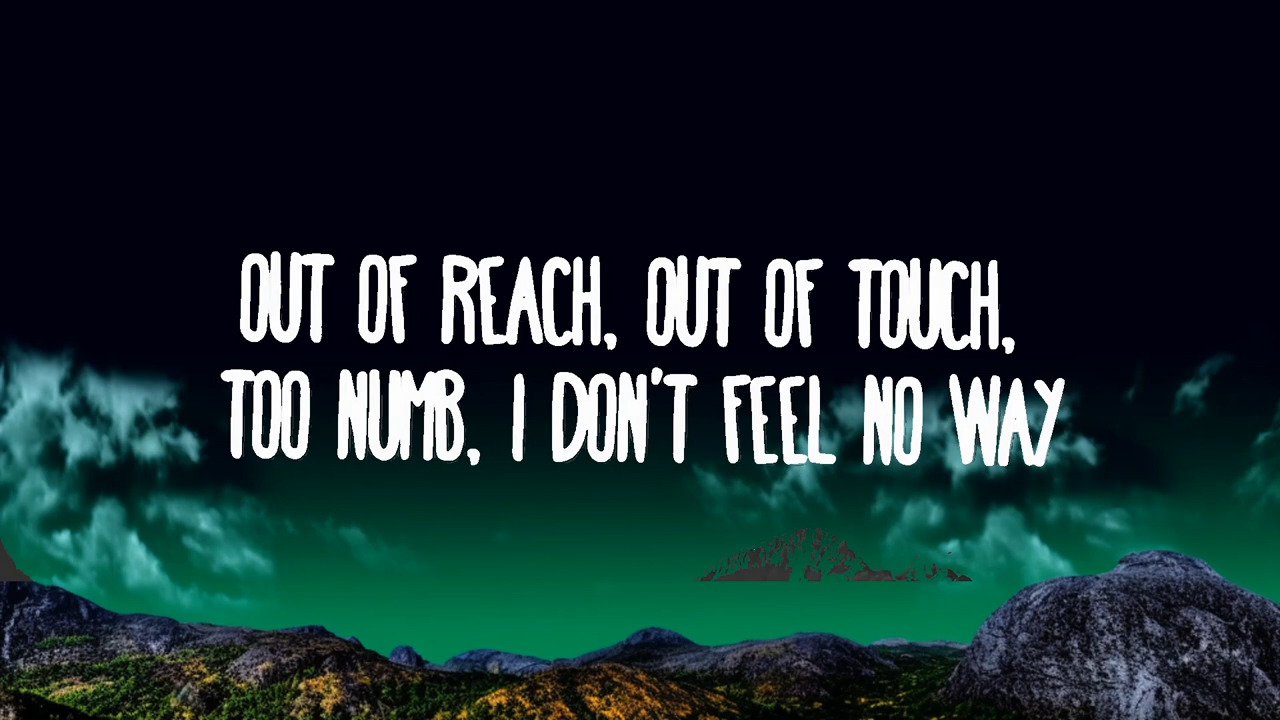 OUT OF REACH, OUT OF TOUCH,
TOO NUMB, I DON'T FEEL NO WAY